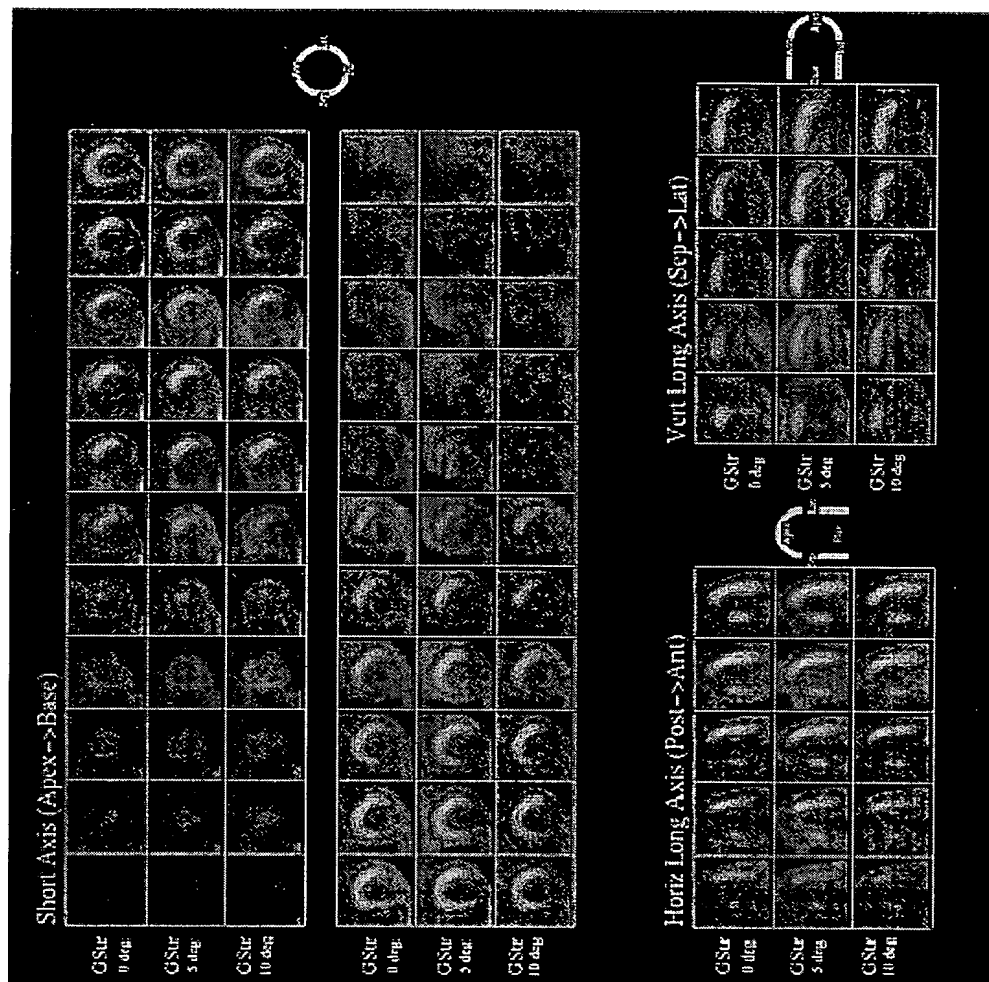 Short Axis (Apex->Base)
GStr
0 deg
GStr
5 deg
GStr
10 deg
GStr
0 deg
GStr
5 deg
GStr
10 deg
Horiz Long Axis (Post->Ant)
GStr
0 deg
GStr
5 deg
GStr
10 deg
Apex
Vert Long Axis (Sep->Lat)
GStr
0 deg
GStr
5 deg
GStr
10 deg